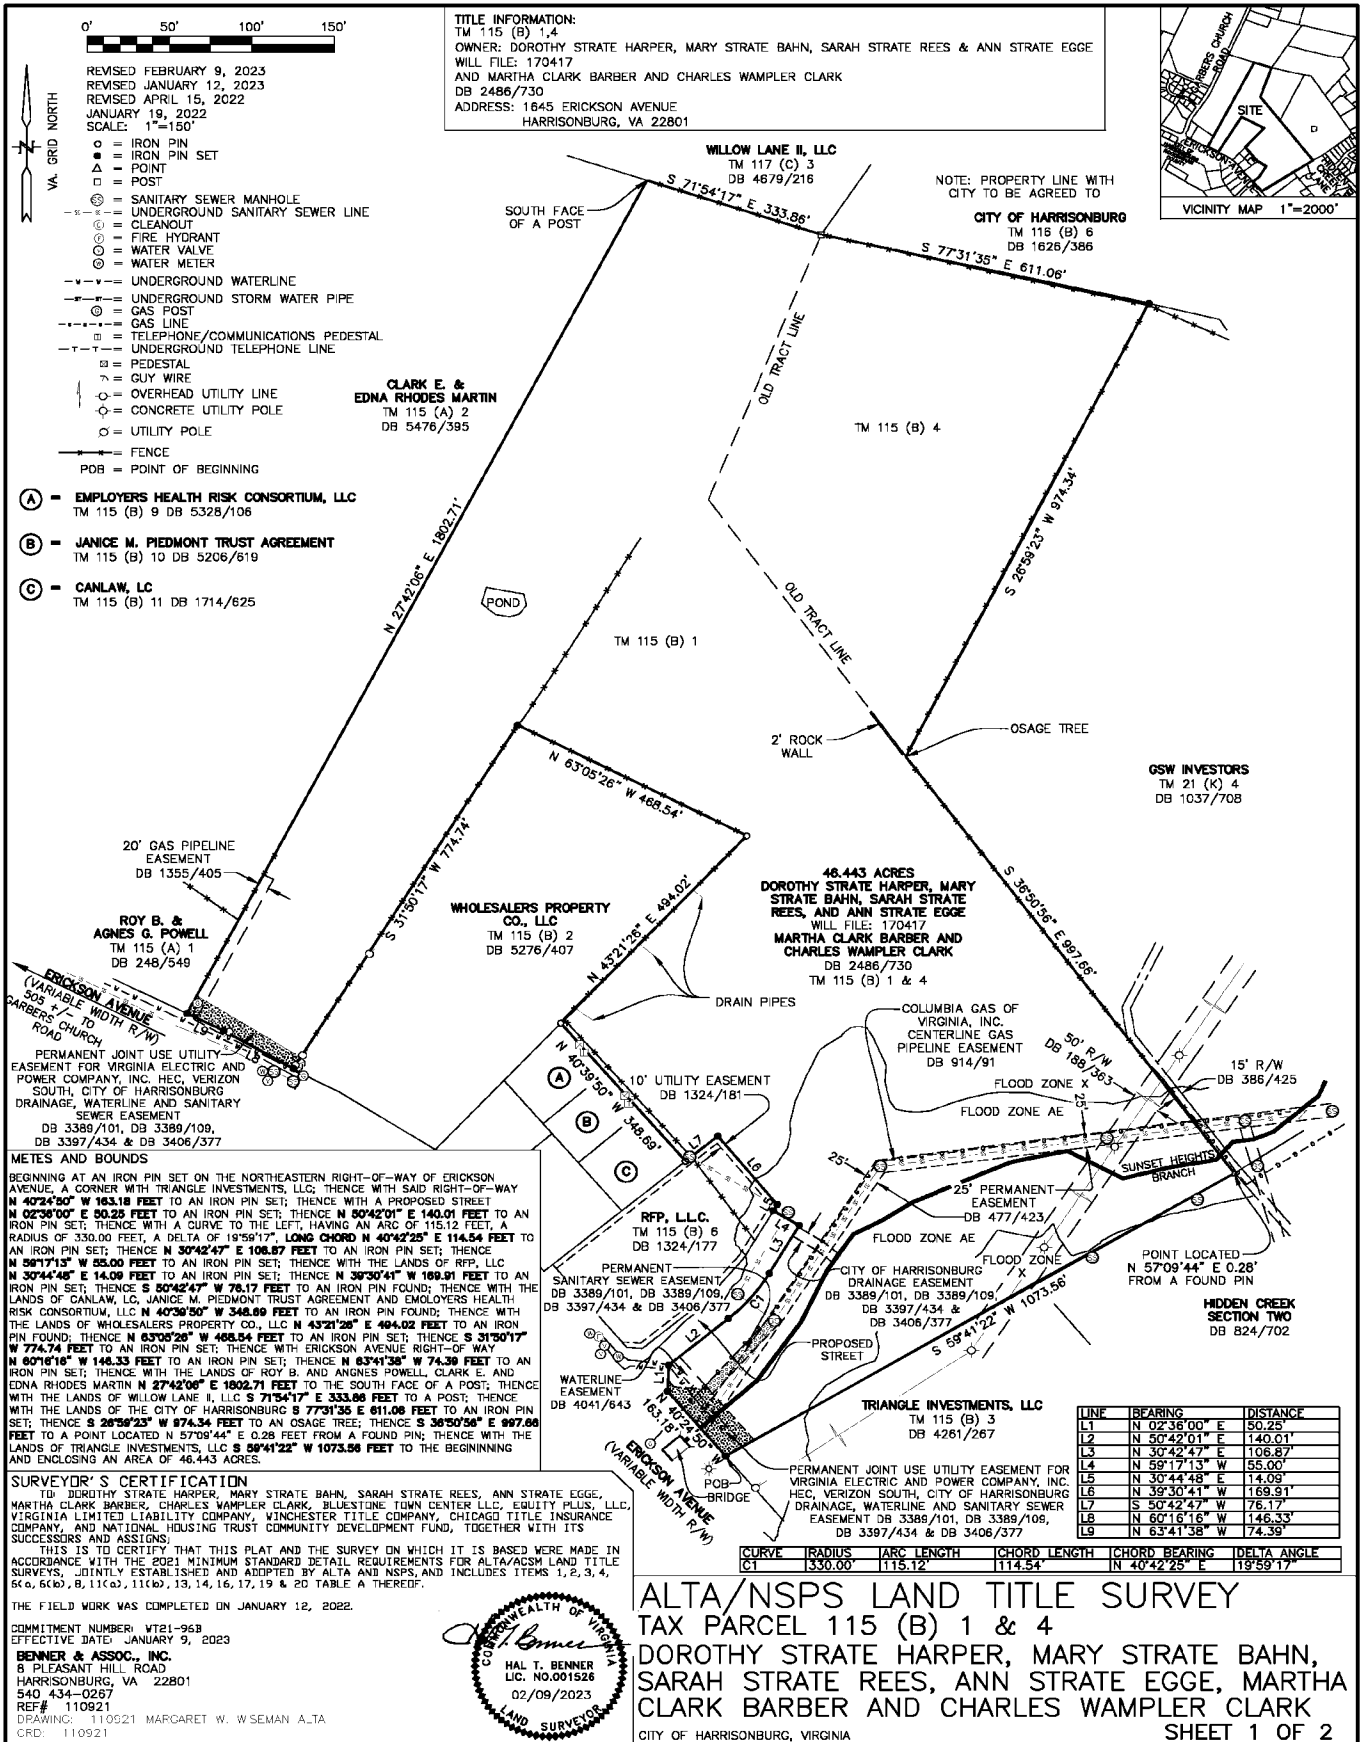 0' 50' 100' 150'
REVISED FEBRUARY 9, 2023
REVISED JANUARY 12, 2023
REVISED APRIL 15, 2022
JANUARY 19, 2022
SCALE: 1"=150'
VA. GRID NORTH
N
= IRON PIN
= IRON PIN SET
= POINT
= POST
= SANITARY SEWER MANHOLE
= UNDERGROUND SANITARY SEWER LINE
= CLEANOUT
= FIRE HYDRANT
= WATER VALVE
= WATER METER
= UNDERGROUND WATERLINE
= UNDERGROUND STORM WATER PIPE
= GAS POST
= GAS LINE
= TELEPHONE/COMMUNICATIONS PEDESTAL
= UNDERGROUND TELEPHONE LINE
= PEDESTAL
= GUY WIRE
= OVERHEAD UTILITY LINE
= CONCRETE UTILITY POLE
= UTILITY POLE
= FENCE
POB = POINT OF BEGINNING
A = EMPLOYERS HEALTH RISK CONSORTIUM, LLC
TM 115 (B) 9 DB 5328/106
B = JANICE M. PIEDMONT TRUST AGREEMENT
TM 115 (B) 10 DB 5206/619
C = CANLAW, LC
TM 115 (B) 11 DB 1714/625
TITLE INFORMATION:
TM 115 (B) 1,4
OWNER: DOROTHY STRATE HARPER, MARY STRATE BAHN, SARAH STRATE REES & ANN STRATE EGGE
WILL FILE: 170417
AND MARTHA CLARK BARBER AND CHARLES WAMPLER CLARK
DB 2486/730
ADDRESS: 1645 ERICKSON AVENUE
HARRISONBURG, VA 22801
GARBERS CHURCH
ROAD
SITE
ERICKSON AVENUE
LANE
VICINITY MAP 1"=2000'
WILLOW LANE II, LLC
TM 117 (C) 3
DB 4679/216
NOTE: PROPERTY LINE WITH
CITY TO BE AGREED TO
CITY OF HARRISONBURG
TM 116 (B) 6
DB 1626/386
SOUTH FACE
OF A POST
S 71°54'17" E 333.86'
S 77°31'35" E 611.06'
OLD TRACT LINE
CLARK E. &
EDNA RHODES MARTIN
TM 115 (A) 2
DB 5476/395
TM 115 (B) 4
N 27°42'06" E 1802.71'
S 26°59'23" W 974.34'
POND
OLD TRACT LINE
TM 115 (B) 1
2' ROCK
WALL
OSAGE TREE
GSW INVESTORS
TM 21 (K) 4
DB 1037/708
N 63°05'26" W 468.54'
S 31°50'17" W 774.74'
20' GAS PIPELINE
EASEMENT
DB 1355/405
ROY B. &
AGNES G. POWELL
TM 115 (A) 1
DB 248/549
WHOLESALERS PROPERTY
CO., LLC
TM 115 (B) 2
DB 5276/407
N 43°21'26" E 494.02'
46.443 ACRES
DOROTHY STRATE HARPER, MARY
STRATE BAHN, SARAH STRATE
REES, AND ANN STRATE EGGE
WILL FILE: 170417
MARTHA CLARK BARBER AND
CHARLES WAMPLER CLARK
DB 2486/730
TM 115 (B) 1 & 4
S 36°50'56" E 997.66'
DRAIN PIPES
COLUMBIA GAS OF
VIRGINIA, INC.
CENTERLINE GAS
PIPELINE EASEMENT
DB 914/91
50' R/W
DB 188/363
15' R/W
DB 386/425
FLOOD ZONE X
FLOOD ZONE AE
25'
ERICKSON AVENUE
(VARIABLE WIDTH R/W)
505 +/- TO
GARBERS CHURCH
ROAD
L9
L8
PERMANENT JOINT USE UTILITY
EASEMENT FOR VIRGINIA ELECTRIC AND
POWER COMPANY, INC. HEC, VERIZON
SOUTH, CITY OF HARRISONBURG
DRAINAGE, WATERLINE AND SANITARY
SEWER EASEMENT
DB 3389/101, DB 3389/109,
DB 3397/434 & DB 3406/377
N 40°39'50" W 348.69'
A
B
C
10' UTILITY EASEMENT
DB 1324/181
L7
L6
L5
L4
L3
C1
L2
L1
25'
SUNSET HEIGHTS
BRANCH
25' PERMANENT
EASEMENT
DB 477/423
FLOOD ZONE AE
FLOOD ZONE
X
RFP, L.L.C.
TM 115 (B) 6
DB 1324/177
PERMANENT
SANITARY SEWER EASEMENT
DB 3389/101, DB 3389/109,
DB 3397/434 & DB 3406/377
CITY OF HARRISONBURG
DRAINAGE EASEMENT
DB 3389/101, DB 3389/109,
DB 3397/434 &
DB 3406/377
PROPOSED
STREET
S 59°41'22" W 1073.56'
POINT LOCATED
N 57°09'44" E 0.28'
FROM A FOUND PIN
HIDDEN CREEK
SECTION TWO
DB 824/702
WATERLINE
EASEMENT
DB 4041/643
N 40°24'50" W
163.18'
ERICKSON AVENUE
(VARIABLE WIDTH R/W)
POB
BRIDGE
TRIANGLE INVESTMENTS, LLC
TM 115 (B) 3
DB 4261/267
PERMANENT JOINT USE UTILITY EASEMENT FOR
VIRGINIA ELECTRIC AND POWER COMPANY, INC.
HEC, VERIZON SOUTH, CITY OF HARRISONBURG
DRAINAGE, WATERLINE AND SANITARY SEWER
EASEMENT DB 3389/101, DB 3389/109,
DB 3397/434 & DB 3406/377
METES AND BOUNDS
BEGINNING AT AN IRON PIN SET ON THE NORTHEASTERN RIGHT-OF-WAY OF ERICKSON
AVENUE, A CORNER WITH TRIANGLE INVESTMENTS, LLC; THENCE WITH SAID RIGHT-OF-WAY
N 40°24'50" W 163.18 FEET TO AN IRON PIN SET; THENCE WITH A PROPOSED STREET
N 02°36'00" E 50.25 FEET TO AN IRON PIN SET; THENCE N 50°42'01" E 140.01 FEET TO AN
IRON PIN SET; THENCE WITH A CURVE TO THE LEFT, HAVING AN ARC OF 115.12 FEET, A
RADIUS OF 330.00 FEET, A DELTA OF 19°59'17", LONG CHORD N 40°42'25" E 114.54 FEET TO
AN IRON PIN SET; THENCE N 30°42'47" E 106.87 FEET TO AN IRON PIN SET; THENCE
N 59°17'13" W 55.00 FEET TO AN IRON PIN SET; THENCE WITH THE LANDS OF RFP, LLC
N 30°44'48" E 14.09 FEET TO AN IRON PIN SET; THENCE N 39°30'41" W 169.91 FEET TO AN
IRON PIN SET; THENCE S 50°42'47" W 76.17 FEET TO AN IRON PIN FOUND; THENCE WITH THE
LANDS OF CANLAW, LC, JANICE M. PIEDMONT TRUST AGREEMENT AND EMOLOYERS HEALTH
RISK CONSORTIUM, LLC N 40°39'50" W 348.69 FEET TO AN IRON PIN FOUND; THENCE WITH
THE LANDS OF WHOLESALERS PROPERTY CO., LLC N 43°21'26" E 494.02 FEET TO AN IRON
PIN FOUND; THENCE N 63°05'26" W 468.54 FEET TO AN IRON PIN SET; THENCE S 31°50'17"
W 774.74 FEET TO AN IRON PIN SET; THENCE WITH ERICKSON AVENUE RIGHT-OF WAY
N 60°16'16" W 146.33 FEET TO AN IRON PIN SET; THENCE N 63°41'38" W 74.39 FEET TO AN
IRON PIN SET; THENCE WITH THE LANDS OF ROY B. AND ANGNES POWELL, CLARK E. AND
EDNA RHODES MARTIN N 27°42'06" E 1802.71 FEET TO THE SOUTH FACE OF A POST; THENCE
WITH THE LANDS OF WILLOW LANE II, LLC S 71°54'17" E 333.86 FEET TO A POST; THENCE
WITH THE LANDS OF THE CITY OF HARRISONBURG S 77°31'35 E 611.06 FEET TO AN IRON PIN
SET; THENCE S 26°59'23" W 974.34 FEET TO AN OSAGE TREE; THENCE S 36°50'56" E 997.66
FEET TO A POINT LOCATED N 57°09'44" E 0.28 FEET FROM A FOUND PIN; THENCE WITH THE
LANDS OF TRIANGLE INVESTMENTS, LLC S 59°41'22" W 1073.56 FEET TO THE BEGININNING
AND ENCLOSING AN AREA OF 46.443 ACRES.
LINE BEARING DISTANCE
L1 N 02°36'00" E 50.25'
L2 N 50°42'01" E 140.01'
L3 N 30°42'47" E 106.87'
L4 N 59°17'13" W 55.00'
L5 N 30°44'48" E 14.09'
L6 N 39°30'41" W 169.91'
L7 S 50°42'47" W 76.17'
L8 N 60°16'16" W 146.33'
L9 N 63°41'38" W 74.39'
CURVE RADIUS ARC LENGTH CHORD LENGTH CHORD BEARING DELTA ANGLE
C1 330.00' 115.12' 114.54' N 40°42'25" E 19°59'17"
SURVEYOR'S CERTIFICATION
TO: DOROTHY STRATE HARPER, MARY STRATE BAHN, SARAH STRATE REES, ANN STRATE EGGE,
MARTHA CLARK BARBER, CHARLES WAMPLER CLARK, BLUESTONE TOWN CENTER LLC, EQUITY PLUS, LLC,
VIRGINIA LIMITED LIABILITY COMPANY, WINCHESTER TITLE COMPANY, CHICAGO TITLE INSURANCE
COMPANY, AND NATIONAL HOUSING TRUST COMMUNITY DEVELOPMENT FUND, TOGETHER WITH ITS
SUCCESSORS AND ASSIGNS:
THIS IS TO CERTIFY THAT THIS PLAT AND THE SURVEY ON WHICH IT IS BASED WERE MADE IN
ACCORDANCE WITH THE 2021 MINIMUM STANDARD DETAIL REQUIREMENTS FOR ALTA/ACSM LAND TITLE
SURVEYS, JOINTLY ESTABLISHED AND ADOPTED BY ALTA AND NSPS, AND INCLUDES ITEMS 1, 2, 3, 4,
6(a), 6(b), 8, 11(a), 11(b), 13, 14, 16, 17, 19 & 20 TABLE A THEREOF.
THE FIELD WORK WAS COMPLETED ON JANUARY 12, 2022.
COMMITMENT NUMBER: WT21-96B
EFFECTIVE DATE: JANUARY 9, 2023
BENNER & ASSOC., INC.
8 PLEASANT HILL ROAD
HARRISONBURG, VA 22801
540 434-0267
REF# 110921
DRAWING: 110921 MARGARET W. WISEMAN ALTA
CRD: 110921
COMMONWEALTH OF VIRGINIA
HAL T. BENNER
LIC. NO.001526
02/09/2023
LAND SURVEYOR
ALTA/NSPS LAND TITLE SURVEY
TAX PARCEL 115 (B) 1 & 4
DOROTHY STRATE HARPER, MARY STRATE BAHN,
SARAH STRATE REES, ANN STRATE EGGE, MARTHA
CLARK BARBER AND CHARLES WAMPLER CLARK
CITY OF HARRISONBURG, VIRGINIA
SHEET 1 OF 2